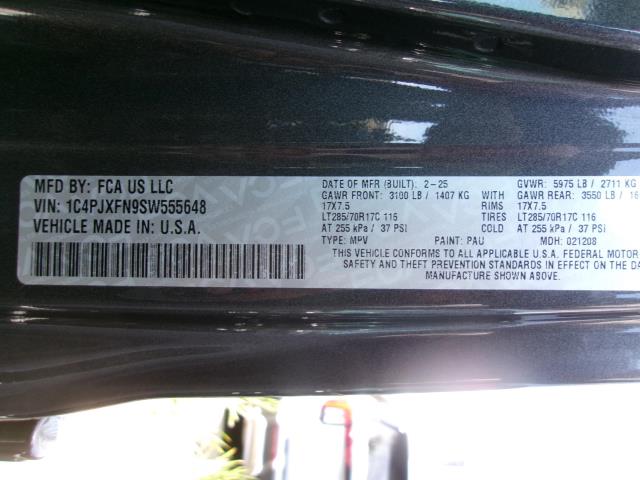 MFD BY: FCA US LLC
VIN: 1C4PJXFN9SW555648
VEHICLE MADE IN: U.S.A.
DATE OF MFR (BUILT): 2-25 GVWR: 5975 LB / 2711 KG
GAWR FRONT: 3100 LB / 1407 KG GAWR REAR: 3550 LB /
17X7.5 RIMS 17X7.5
LT285/70R17C 116 TIRES LT285/70R17C 116
AT 255 kPa / 37 PSI COLD AT 255 kPa / 37 PSI
TYPE: MPV PAINT: PAU MDH: 021208
THIS VEHICLE CONFORMS TO ALL APPLICABLE U.S.A. FEDERAL MOTOR
SAFETY AND THEFT PREVENTION STANDARDS IN EFFECT ON THE DA
MANUFACTURE SHOWN ABOVE.